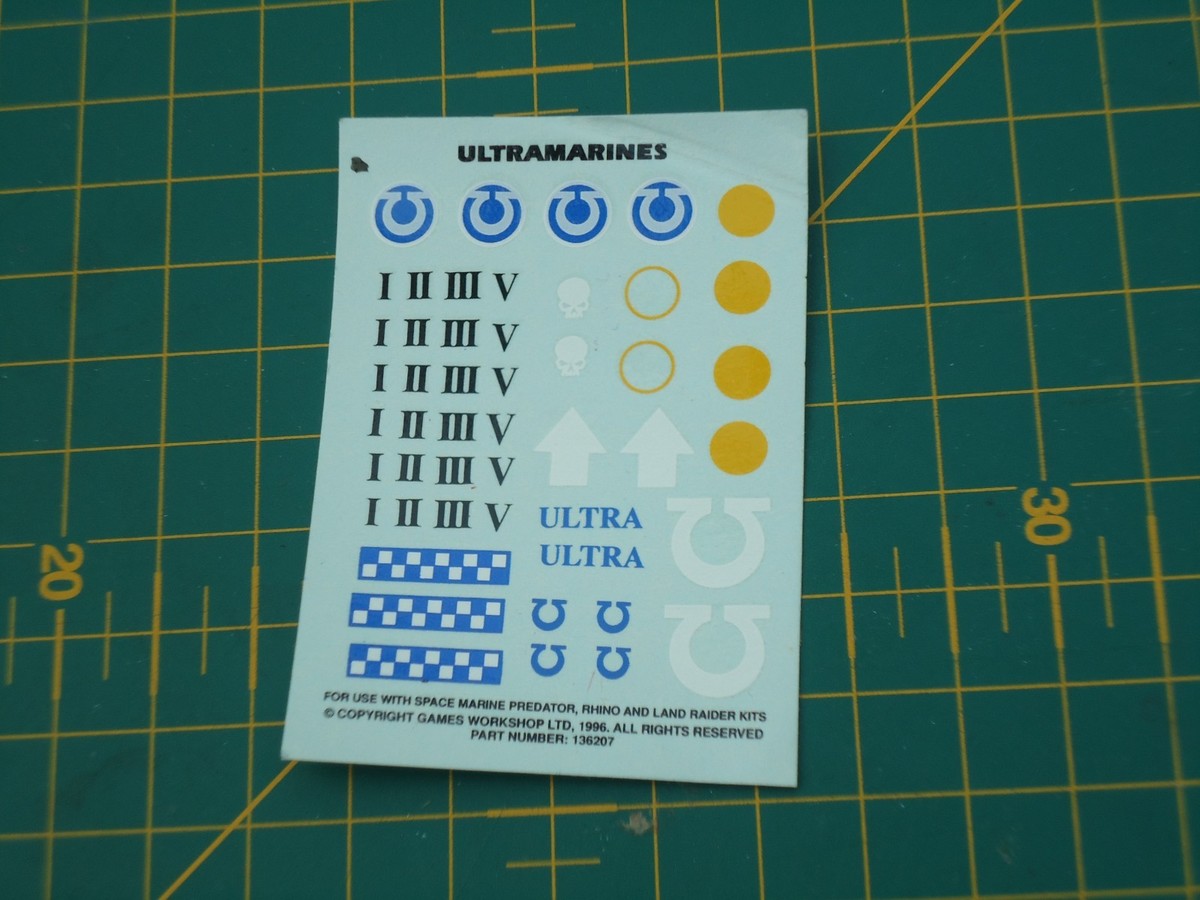 ULTRAMARINES
I II III V
I II III V
I II III V
I II III V
I II III V
I II III V
ULTRA
ULTRA
20
30
FOR USE WITH SPACE MARINE PREDATOR, RHINO AND LAND RAIDER KITS
© COPYRIGHT GAMES WORKSHOP LTD, 1996. ALL RIGHTS RESERVED
PART NUMBER: 136207